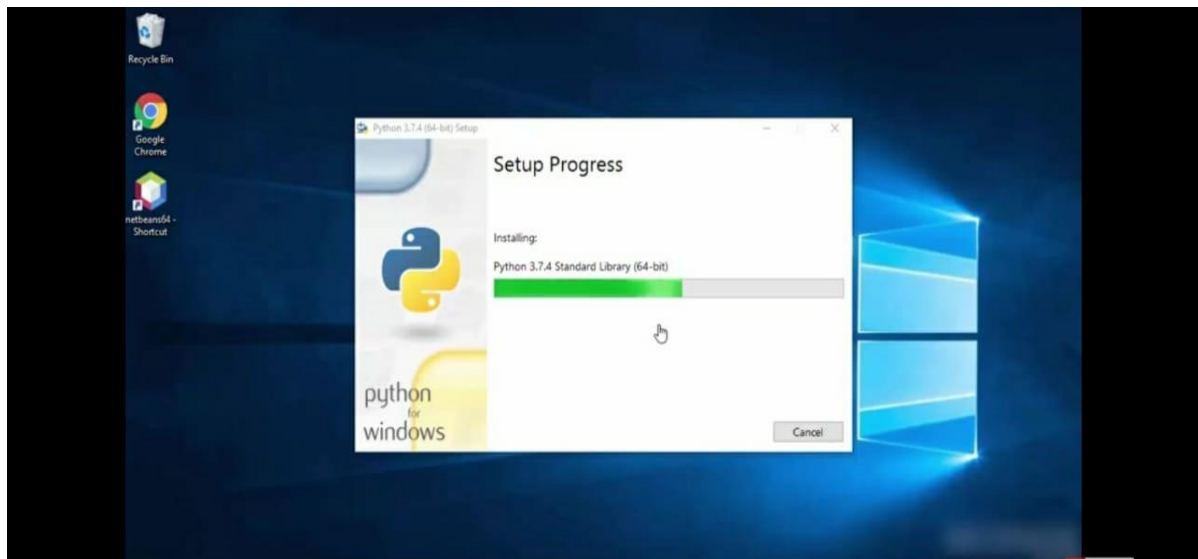 Recycle Bin
Google
Chrome
netbeans64 -
Shortcut
Python 3.7.4 (64-bit) Setup
Setup Progress
Installing:
Python 3.7.4 Standard Library (64-bit)
python
for
windows
Cancel